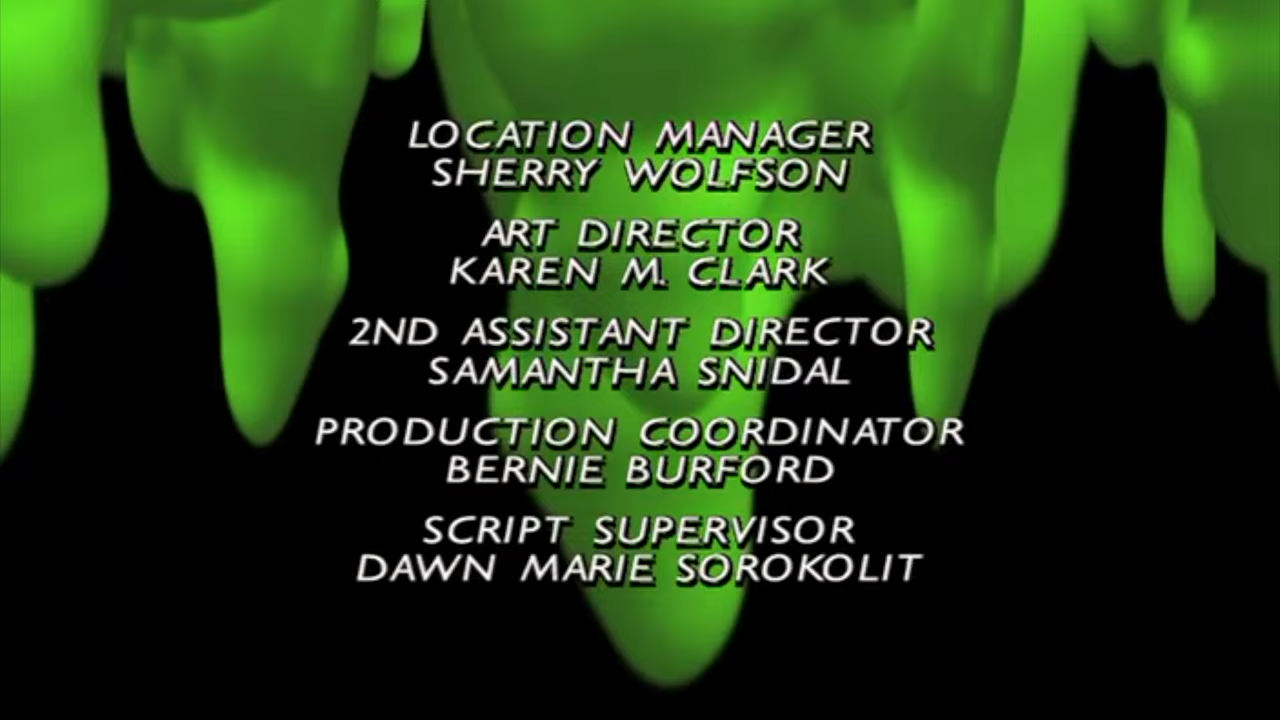 LOCATION MANAGER
SHERRY WOLFSON
ART DIRECTOR
KAREN M. CLARK
2ND ASSISTANT DIRECTOR
SAMANTHA SNIDAL
PRODUCTION COORDINATOR
BERNIE BURFORD
SCRIPT SUPERVISOR
DAWN MARIE SOROKOLIT